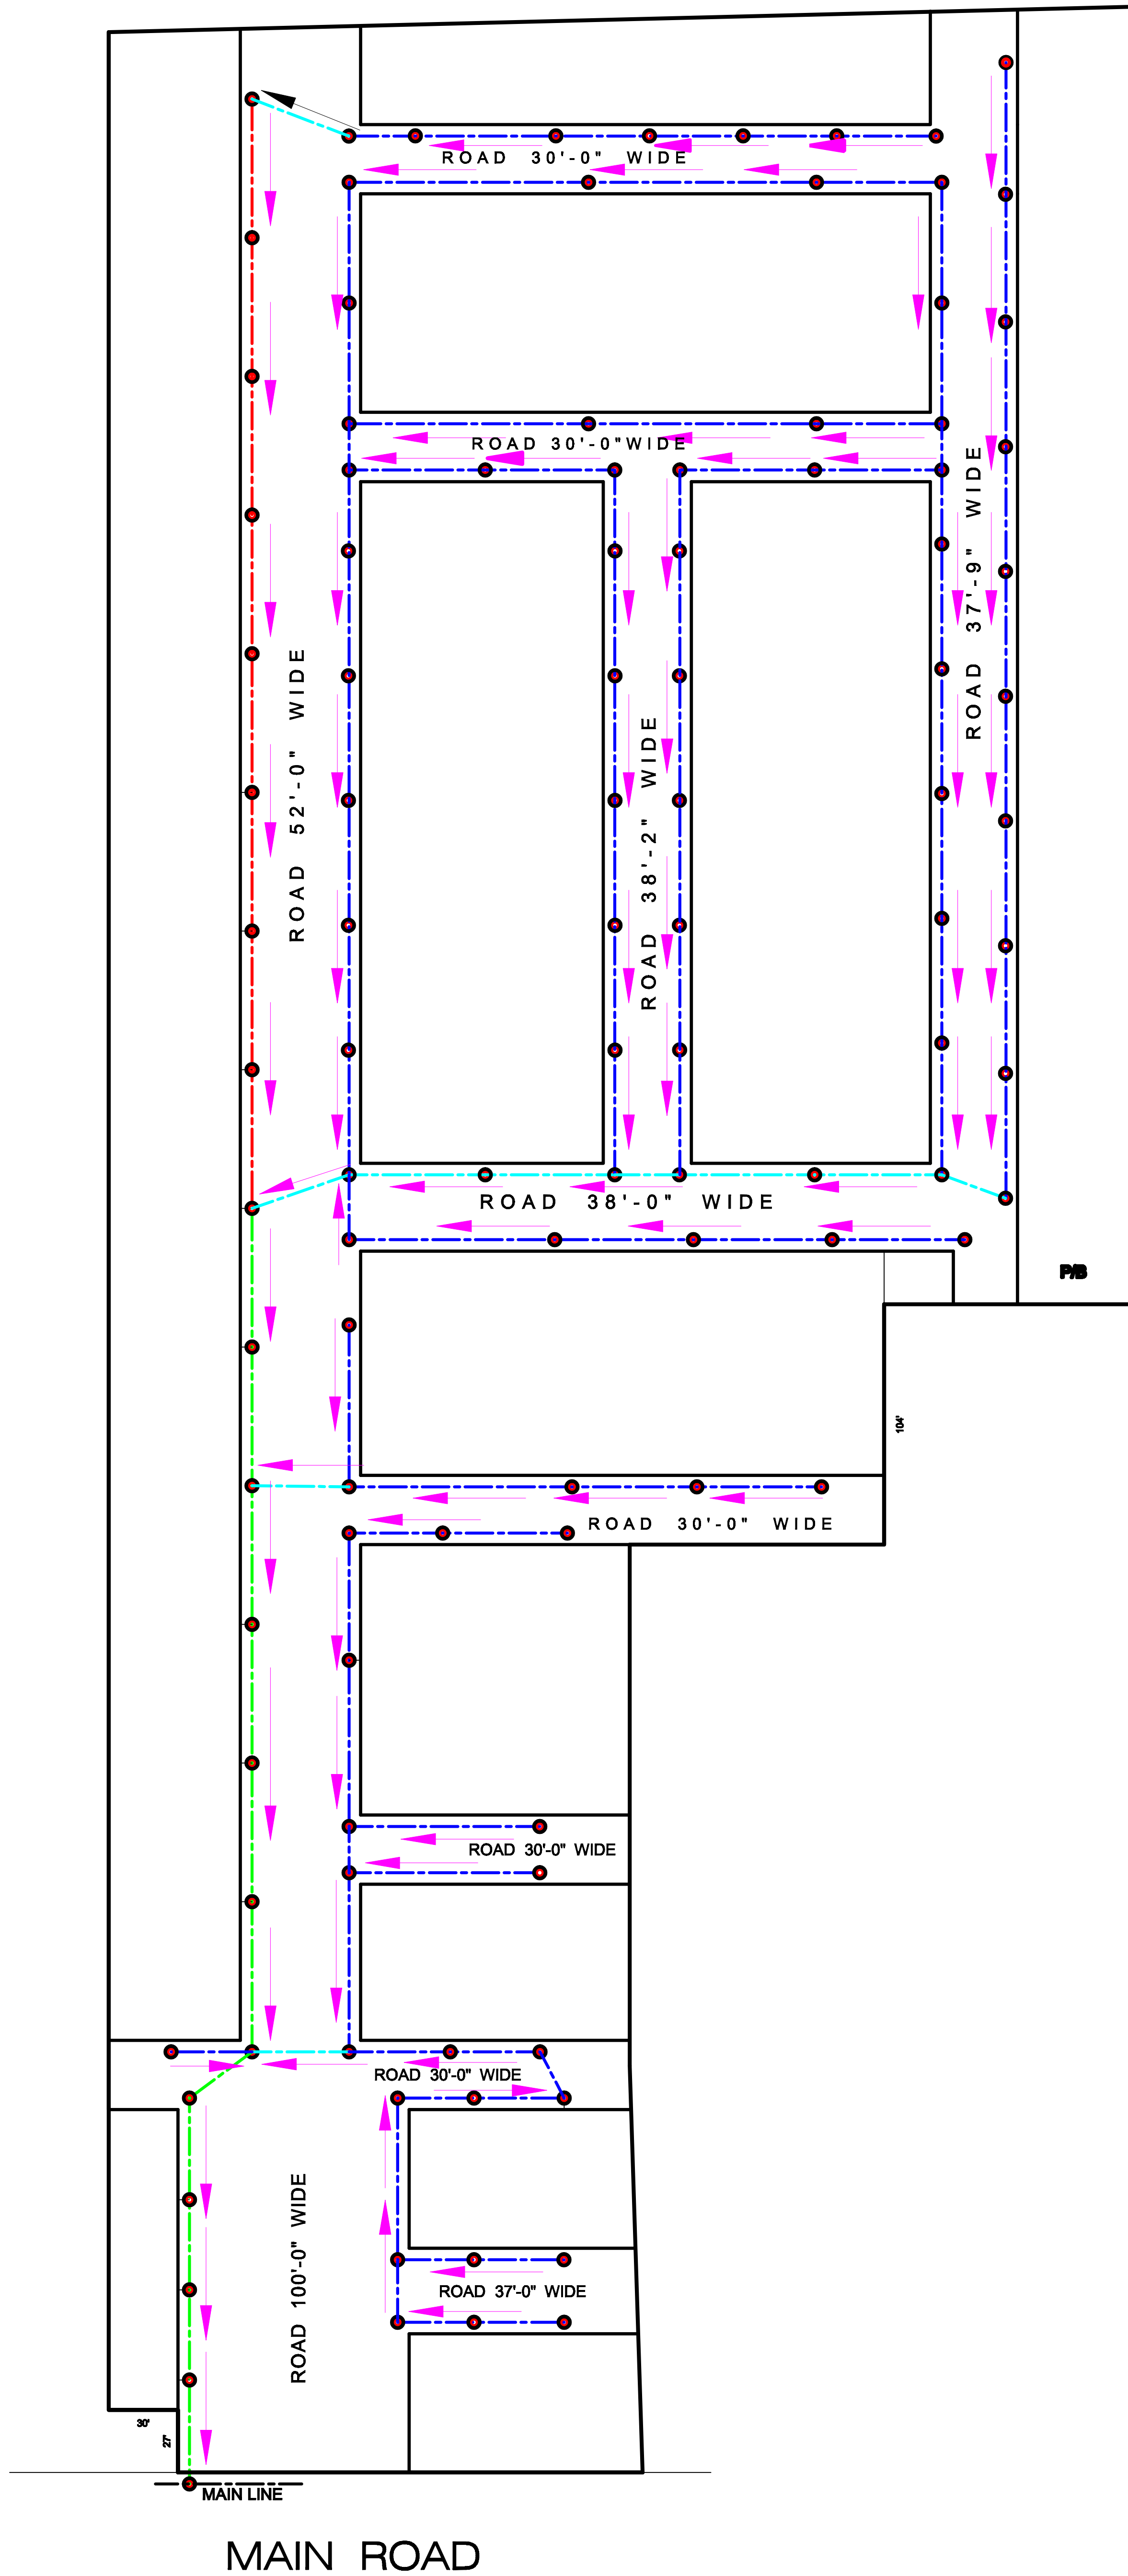 ROAD 30'-0" WIDE
ROAD 30'-0"WIDE
ROAD 37'-9" WIDE
ROAD 52'-0" WIDE
ROAD 38'-2" WIDE
ROAD 38'-0" WIDE
P/B
104'
ROAD 30'-0" WIDE
ROAD 30'-0" WIDE
ROAD 30'-0" WIDE
ROAD 100'-0" WIDE
ROAD 37'-0" WIDE
30'
27'
MAIN LINE
MAIN ROAD